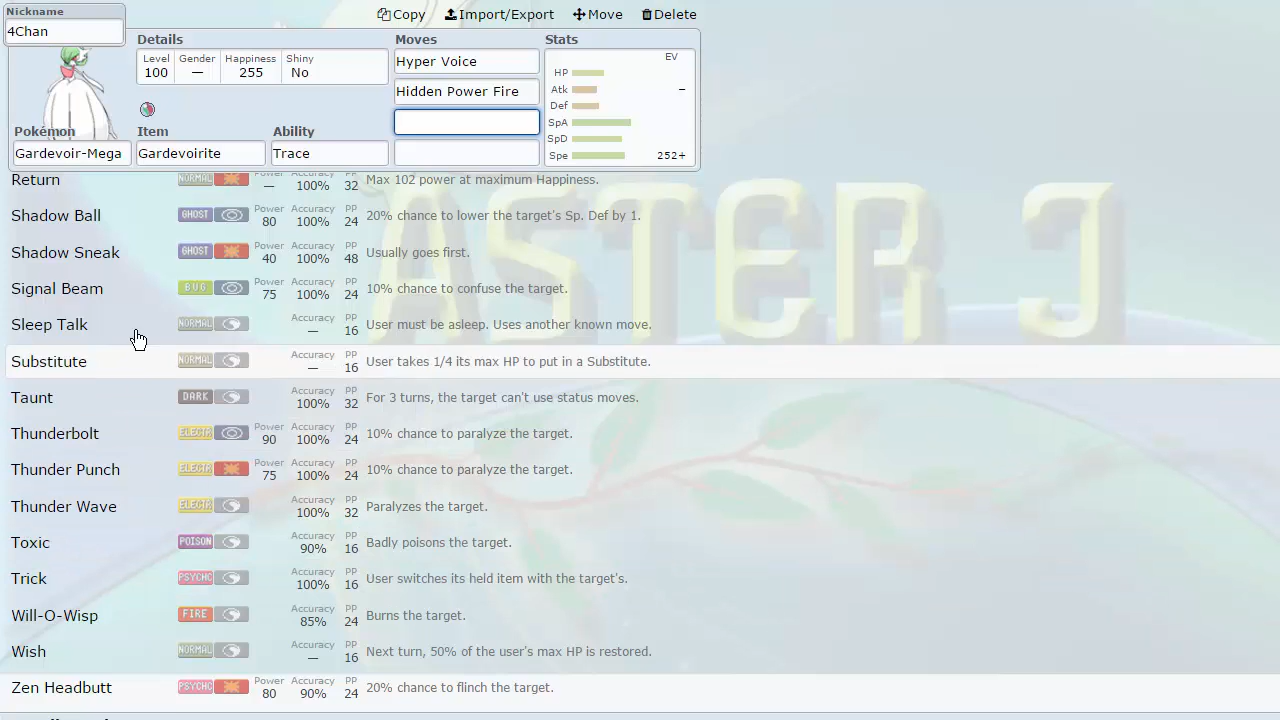 Nickname
4Chan
Copy Import/Export Move Delete
Details
Level Gender Happiness Shiny
100 — 255 No
Pokémon Item Ability
Gardevoir-Mega Gardevoirite Trace
Moves
Hyper Voice
Hidden Power Fire
Stats
EV
HP
Atk –
Def
SpA
SpD
Spe 252+
ASTER J
Return NORMAL Power — Accuracy 100% PP 32 Max 102 power at maximum Happiness.
Shadow Ball GHOST Power 80 Accuracy 100% PP 24 20% chance to lower the target's Sp. Def by 1.
Shadow Sneak GHOST Power 40 Accuracy 100% PP 48 Usually goes first.
Signal Beam BUG Power 75 Accuracy 100% PP 24 10% chance to confuse the target.
Sleep Talk NORMAL Accuracy — PP 16 User must be asleep. Uses another known move.
Substitute NORMAL Accuracy — PP 16 User takes 1/4 its max HP to put in a Substitute.
Taunt DARK Accuracy 100% PP 32 For 3 turns, the target can't use status moves.
Thunderbolt ELECTR Power 90 Accuracy 100% PP 24 10% chance to paralyze the target.
Thunder Punch ELECTR Power 75 Accuracy 100% PP 24 10% chance to paralyze the target.
Thunder Wave ELECTR Accuracy 100% PP 32 Paralyzes the target.
Toxic POISON Accuracy 90% PP 16 Badly poisons the target.
Trick PSYCHC Accuracy 100% PP 16 User switches its held item with the target's.
Will-O-Wisp FIRE Accuracy 85% PP 24 Burns the target.
Wish NORMAL Accuracy — PP 16 Next turn, 50% of the user's max HP is restored.
Zen Headbutt PSYCHC Power 80 Accuracy 90% PP 24 20% chance to flinch the target.